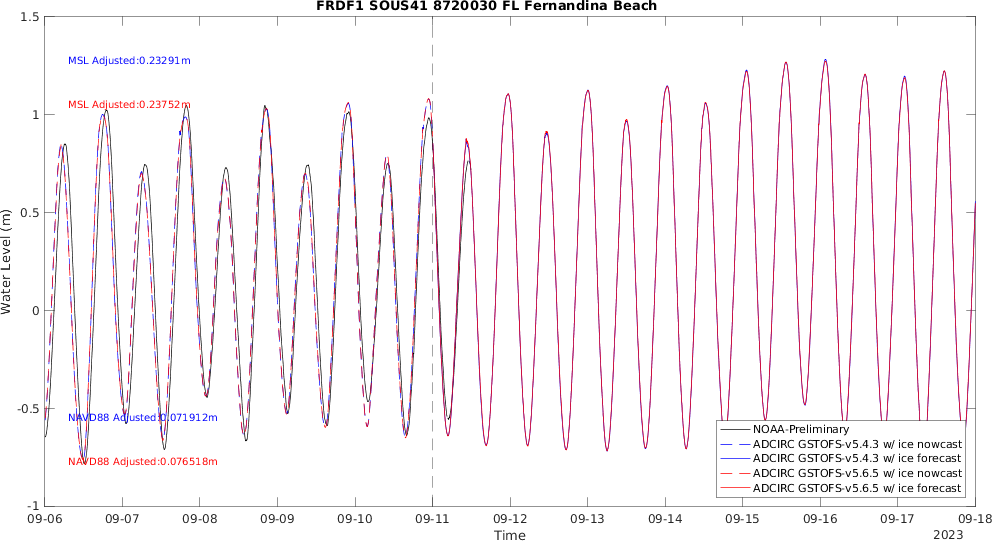 FRDF1 SOUS41 8720030 FL Fernandina Beach
1.5
MSL Adjusted:0.23291m
MSL Adjusted:0.23752m
1
0.5
0
Water Level (m)
-0.5
NAVD88 Adjusted:0.071912m
NAVD88 Adjusted:0.076518m
-1
NOAA-Preliminary
ADCIRC GSTOFS-v5.4.3 w/ ice nowcast
ADCIRC GSTOFS-v5.4.3 w/ ice forecast
ADCIRC GSTOFS-v5.6.5 w/ ice nowcast
ADCIRC GSTOFS-v5.6.5 w/ ice forecast
09-06 09-07 09-08 09-09 09-10 09-11 09-12 09-13 09-14 09-15 09-16 09-17 09-18
Time
2023